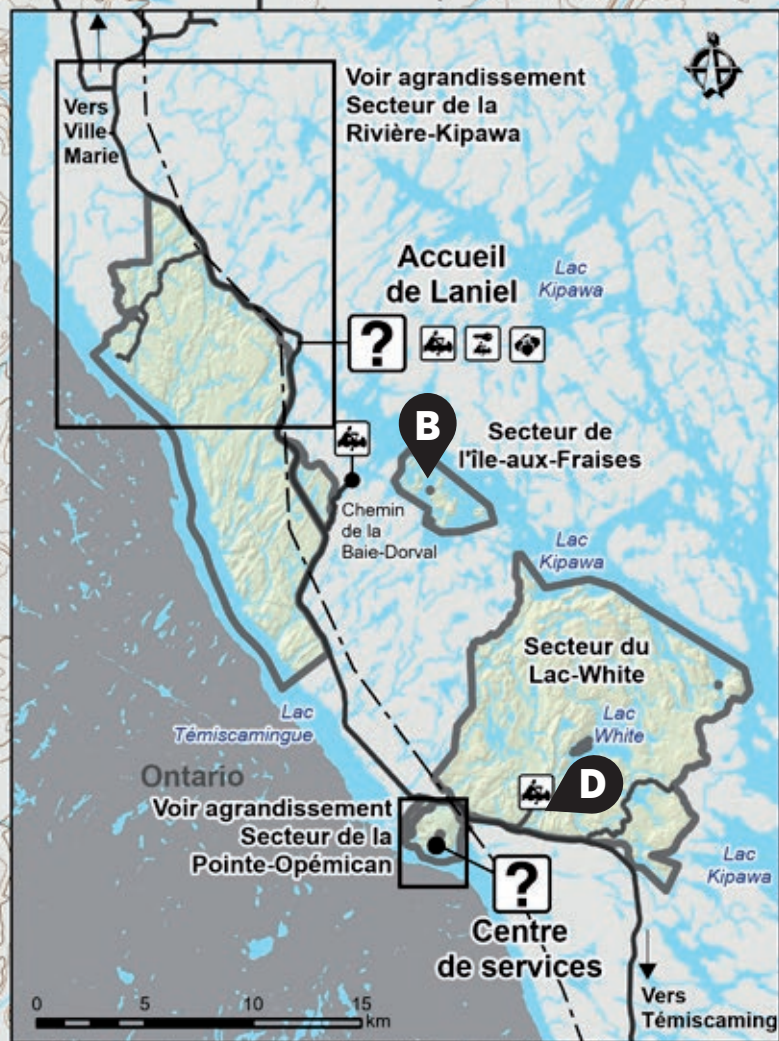 Voir agrandissement
Secteur de la
Rivière-Kipawa
Vers
Ville-
Marie
Accueil
de Laniel
Lac
Kipawa
?
B
Secteur de
l'île-aux-Fraises
Chemin
de la
Baie-Dorval
Lac
Kipawa
Secteur du
Lac-White
Lac
White
Lac
Témiscamingue
Ontario
D
Voir agrandissement
Secteur de la
Pointe-Opémican
Lac
Kipawa
?
Centre
de services
Vers
Témiscaming
0 5 10 15
km